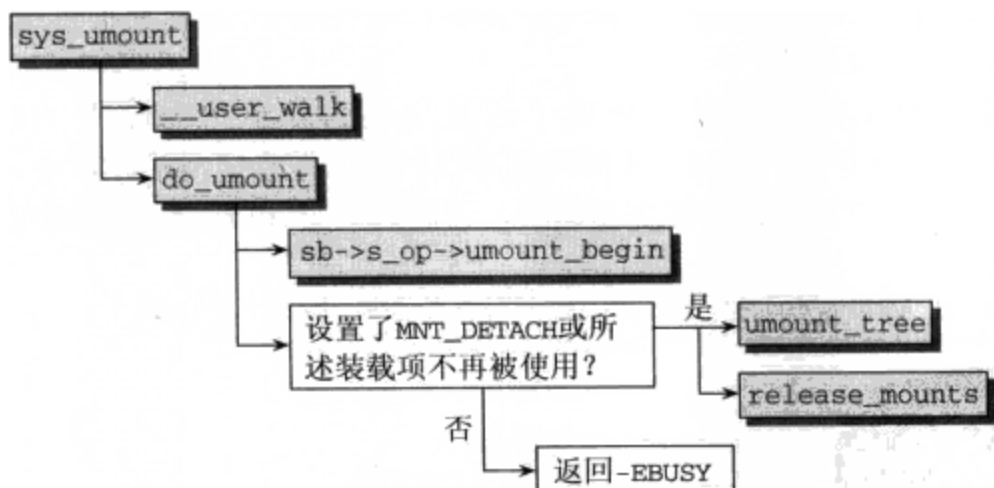 sys_umount
__user_walk
do_umount
sb->s_op->umount_begin
设置了MNT_DETACH或所
述装载项不再被使用？
是
umount_tree
release_mounts
否
返回-EBUSY